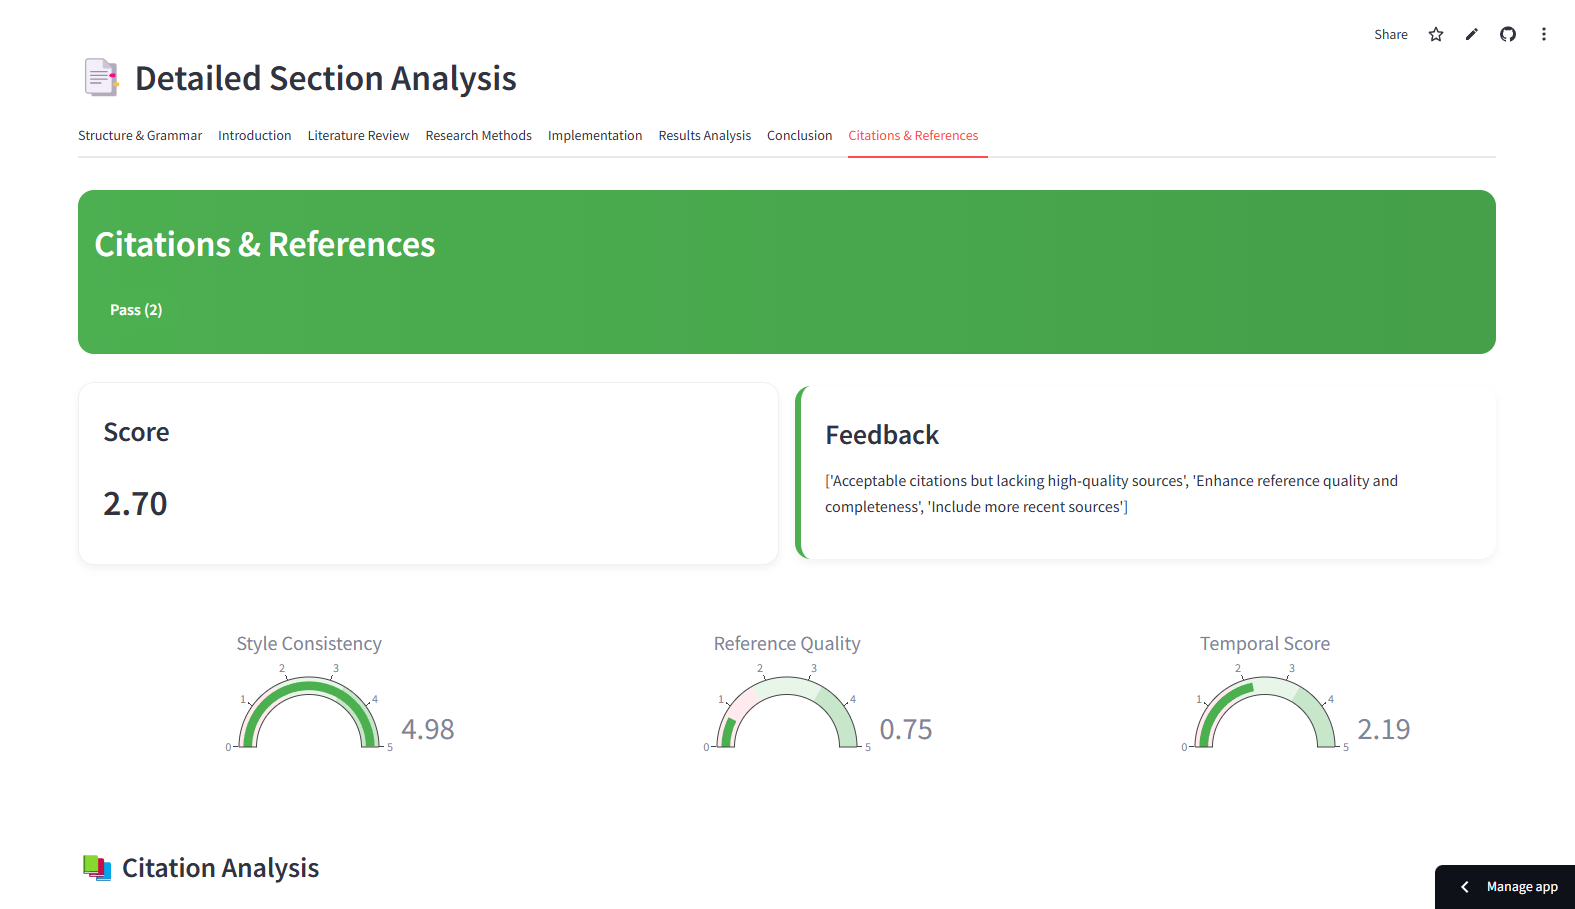 Share
Detailed Section Analysis
Structure & Grammar Introduction Literature Review Research Methods Implementation Results Analysis Conclusion Citations & References
Citations & References
Pass (2)
Score
2.70
Feedback
['Acceptable citations but lacking high-quality sources', 'Enhance reference quality and
completeness', 'Include more recent sources']
Style Consistency
0 1 2 3 4 5
4.98
Reference Quality
0 1 2 3 4 5
0.75
Temporal Score
0 1 2 3 4 5
2.19
Citation Analysis
Manage app